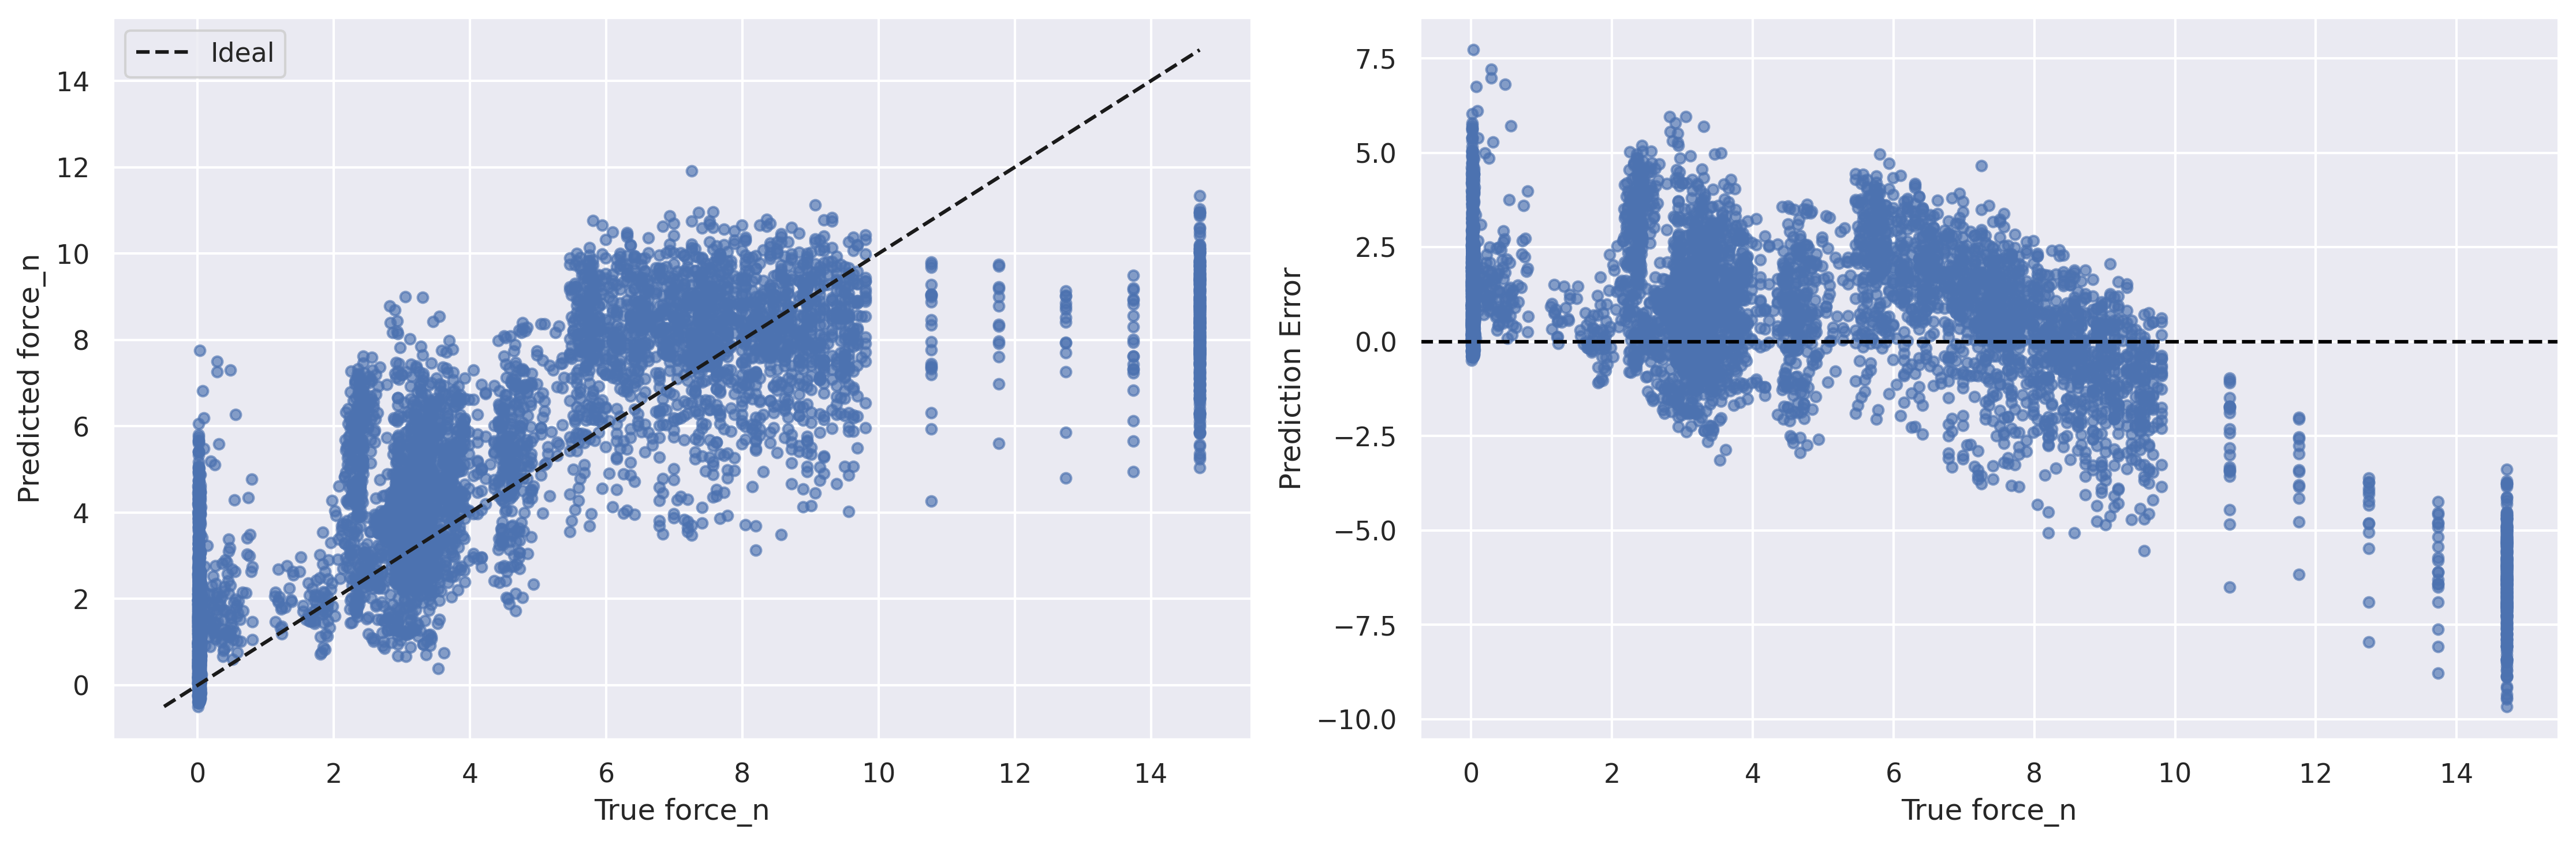 Ideal
14
12
10
8
6
4
2
0
Predicted force_n
0 2 4 6 8 10 12 14
True force_n
7.5
5.0
2.5
0.0
−2.5
−5.0
−7.5
−10.0
Prediction Error
0 2 4 6 8 10 12 14
True force_n